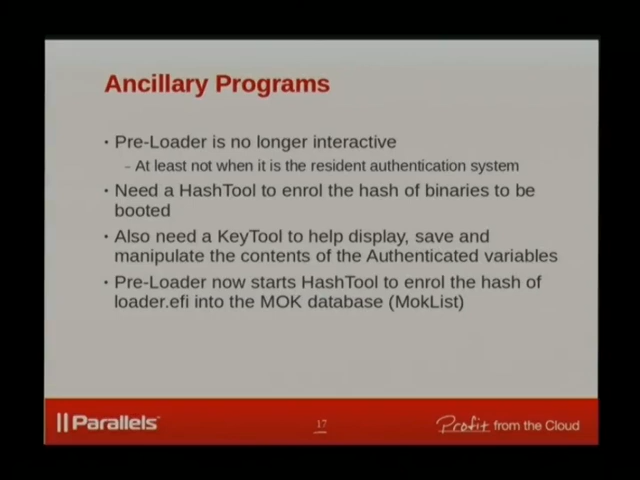 Ancillary Programs
• Pre-Loader is no longer interactive
– At least not when it is the resident authentication system
• Need a HashTool to enrol the hash of binaries to be
booted
• Also need a KeyTool to help display, save and
manipulate the contents of the Authenticated variables
• Pre-Loader now starts HashTool to enrol the hash of
loader.efi into the MOK database (MokList)
Parallels
17
Profit from the Cloud